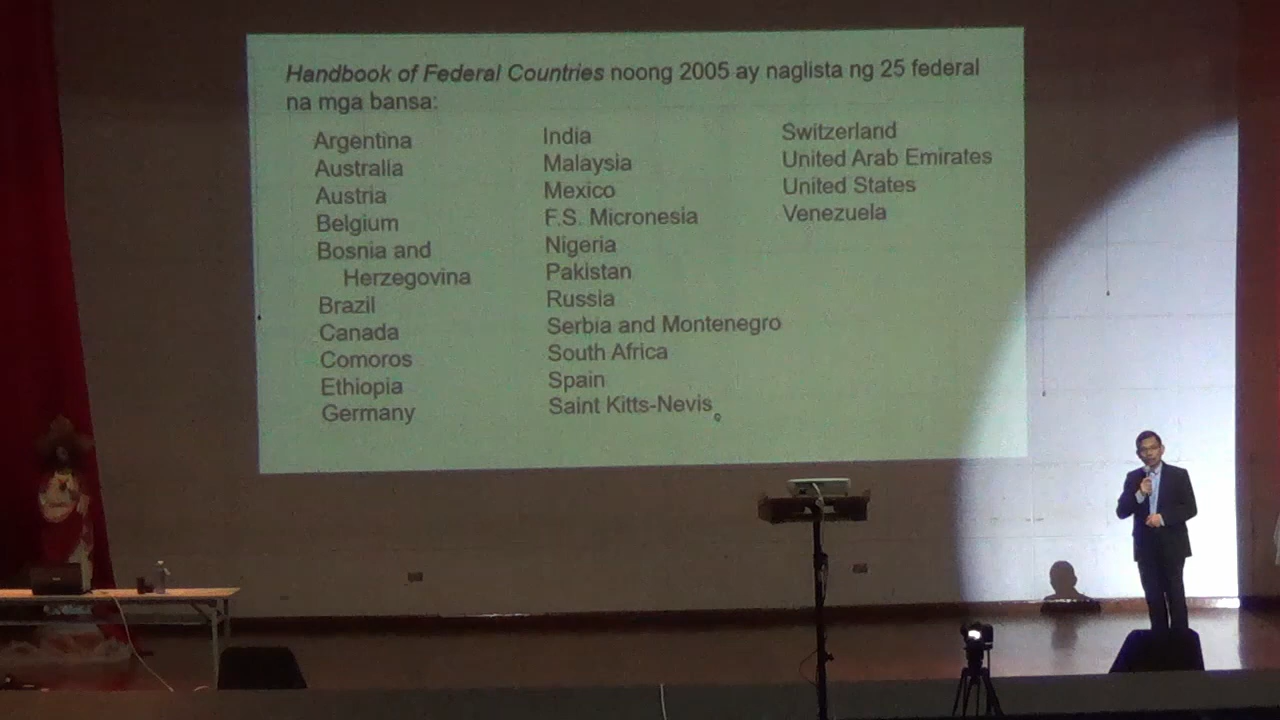 Handbook of Federal Countries noong 2005 ay naglista ng 25 federal
na mga bansa:
Argentina
Australia
Austria
Belgium
Bosnia and
Herzegovina
Brazil
Canada
Comoros
Ethiopia
Germany
India
Malaysia
Mexico
F.S. Micronesia
Nigeria
Pakistan
Russia
Serbia and Montenegro
South Africa
Spain
Saint Kitts-Nevis
Switzerland
United Arab Emirates
United States
Venezuela